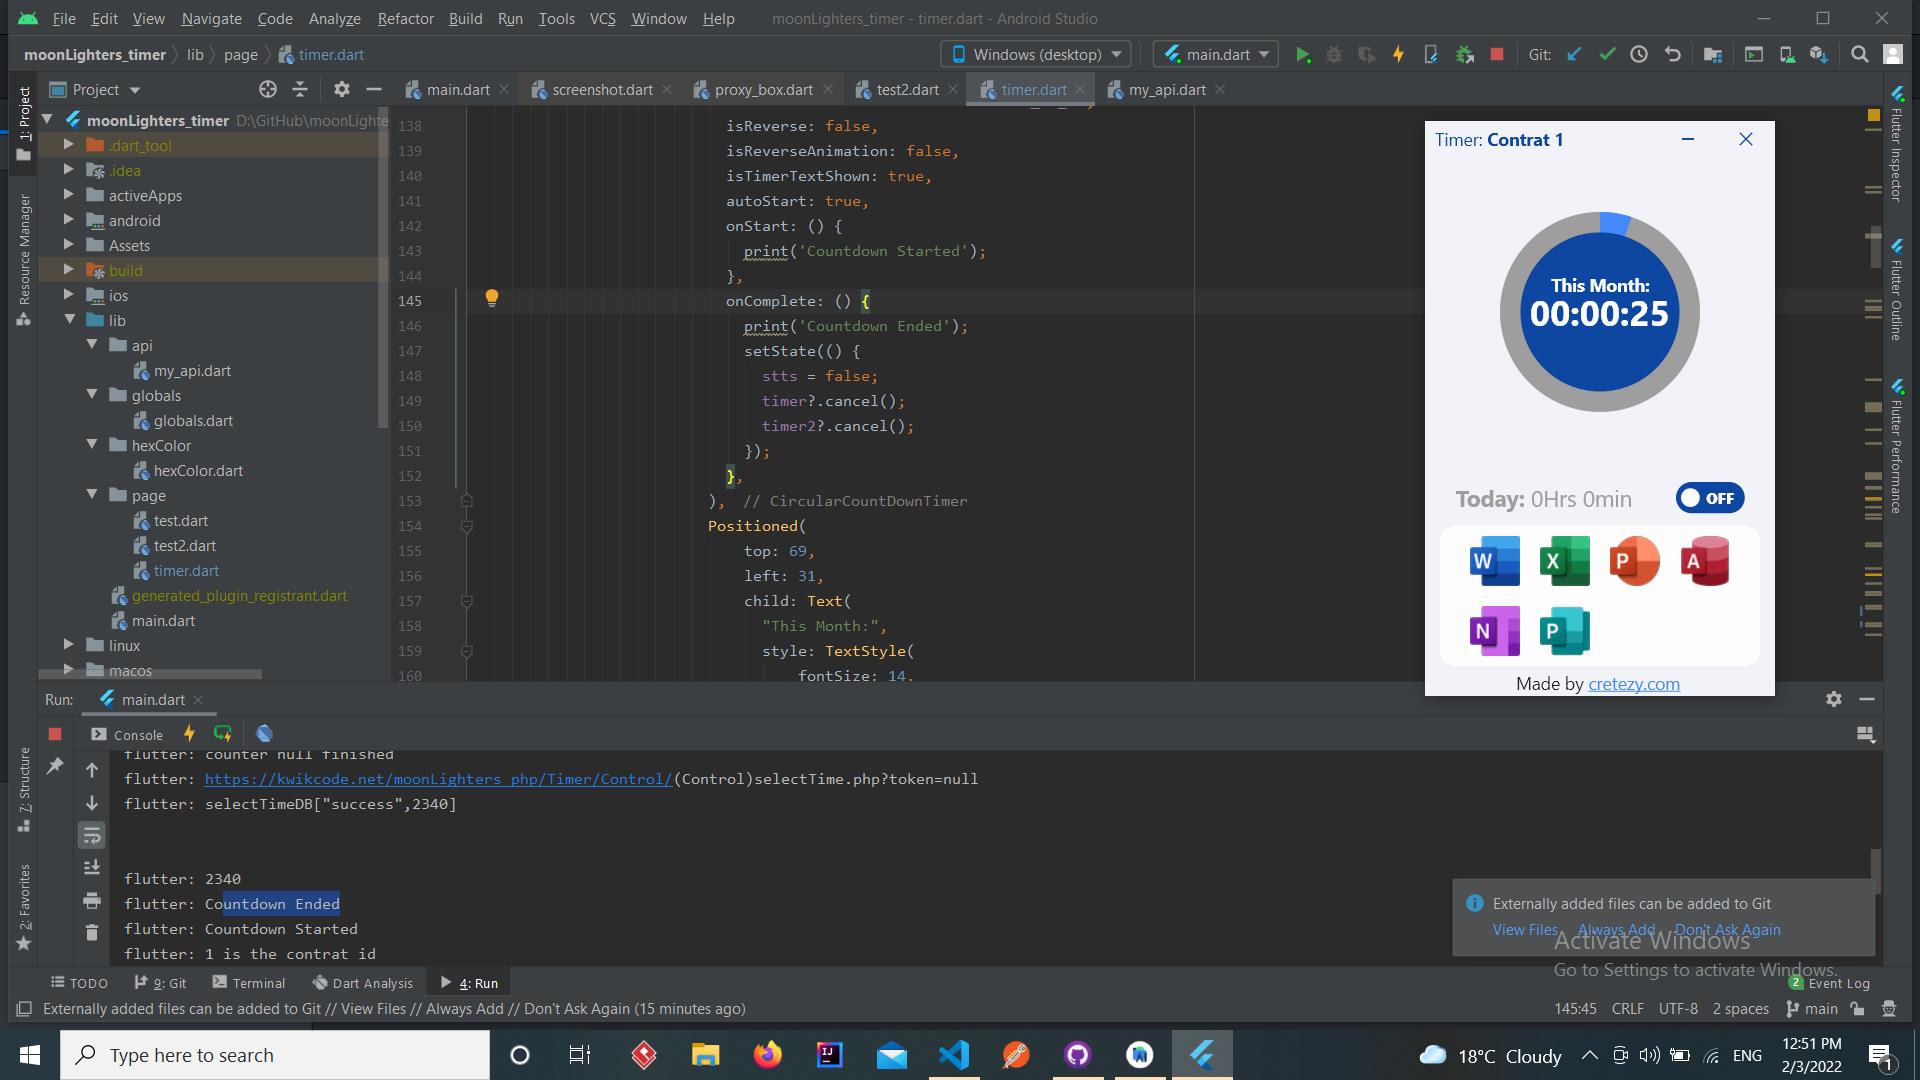 File Edit View Navigate Code Analyze Refactor Build Run Tools VCS Window Help moonLighters_timer - timer.dart - Android Studio
moonLighters_timer lib page timer.dart Windows (desktop) main.dart Git:
Project main.dart screenshot.dart proxy_box.dart test2.dart timer.dart my_api.dart
1: Project
Resource Manager
7: Structure
2: Favorites
moonLighters_timer D:\GitHub\moonLighte
.dart_tool
.idea
activeApps
android
Assets
build
ios
lib
api
my_api.dart
globals
globals.dart
hexColor
hexColor.dart
page
test.dart
test2.dart
timer.dart
generated_plugin_registrant.dart
main.dart
linux
macos
138 isReverse: false,
139 isReverseAnimation: false,
140 isTimerTextShown: true,
141 autoStart: true,
142 onStart: () {
143 print('Countdown Started');
144 },
145 onComplete: () {
146 print('Countdown Ended');
147 setState(() {
148 stts = false;
149 timer?.cancel();
150 timer2?.cancel();
151 });
152 },
153 ), // CircularCountDownTimer
154 Positioned(
155 top: 69,
156 left: 31,
157 child: Text(
158 "This Month:",
159 style: TextStyle(
160 fontSize: 14,
Timer: Contrat 1
This Month:
00:00:25
Today: 0Hrs 0min OFF
W X P A
N P
Made by cretezy.com
Flutter Inspector
Flutter Outline
Flutter Performance
Run: main.dart
Console
flutter: counter null finished
flutter: https://kwikcode.net/moonLighters_php/Timer/Control/(Control)selectTime.php?token=null
flutter: selectTimeDB["success",2340]
flutter: 2340
flutter: Countdown Ended
flutter: Countdown Started
flutter: 1 is the contrat id
Externally added files can be added to Git
View Files Always Add Don't Ask Again
Activate Windows
Go to Settings to activate Windows.
TODO 9: Git Terminal Dart Analysis 4: Run 2 Event Log
Externally added files can be added to Git // View Files // Always Add // Don't Ask Again (15 minutes ago) 145:45 CRLF UTF-8 2 spaces main
Type here to search 18°C Cloudy ENG 12:51 PM
2/3/2022 1